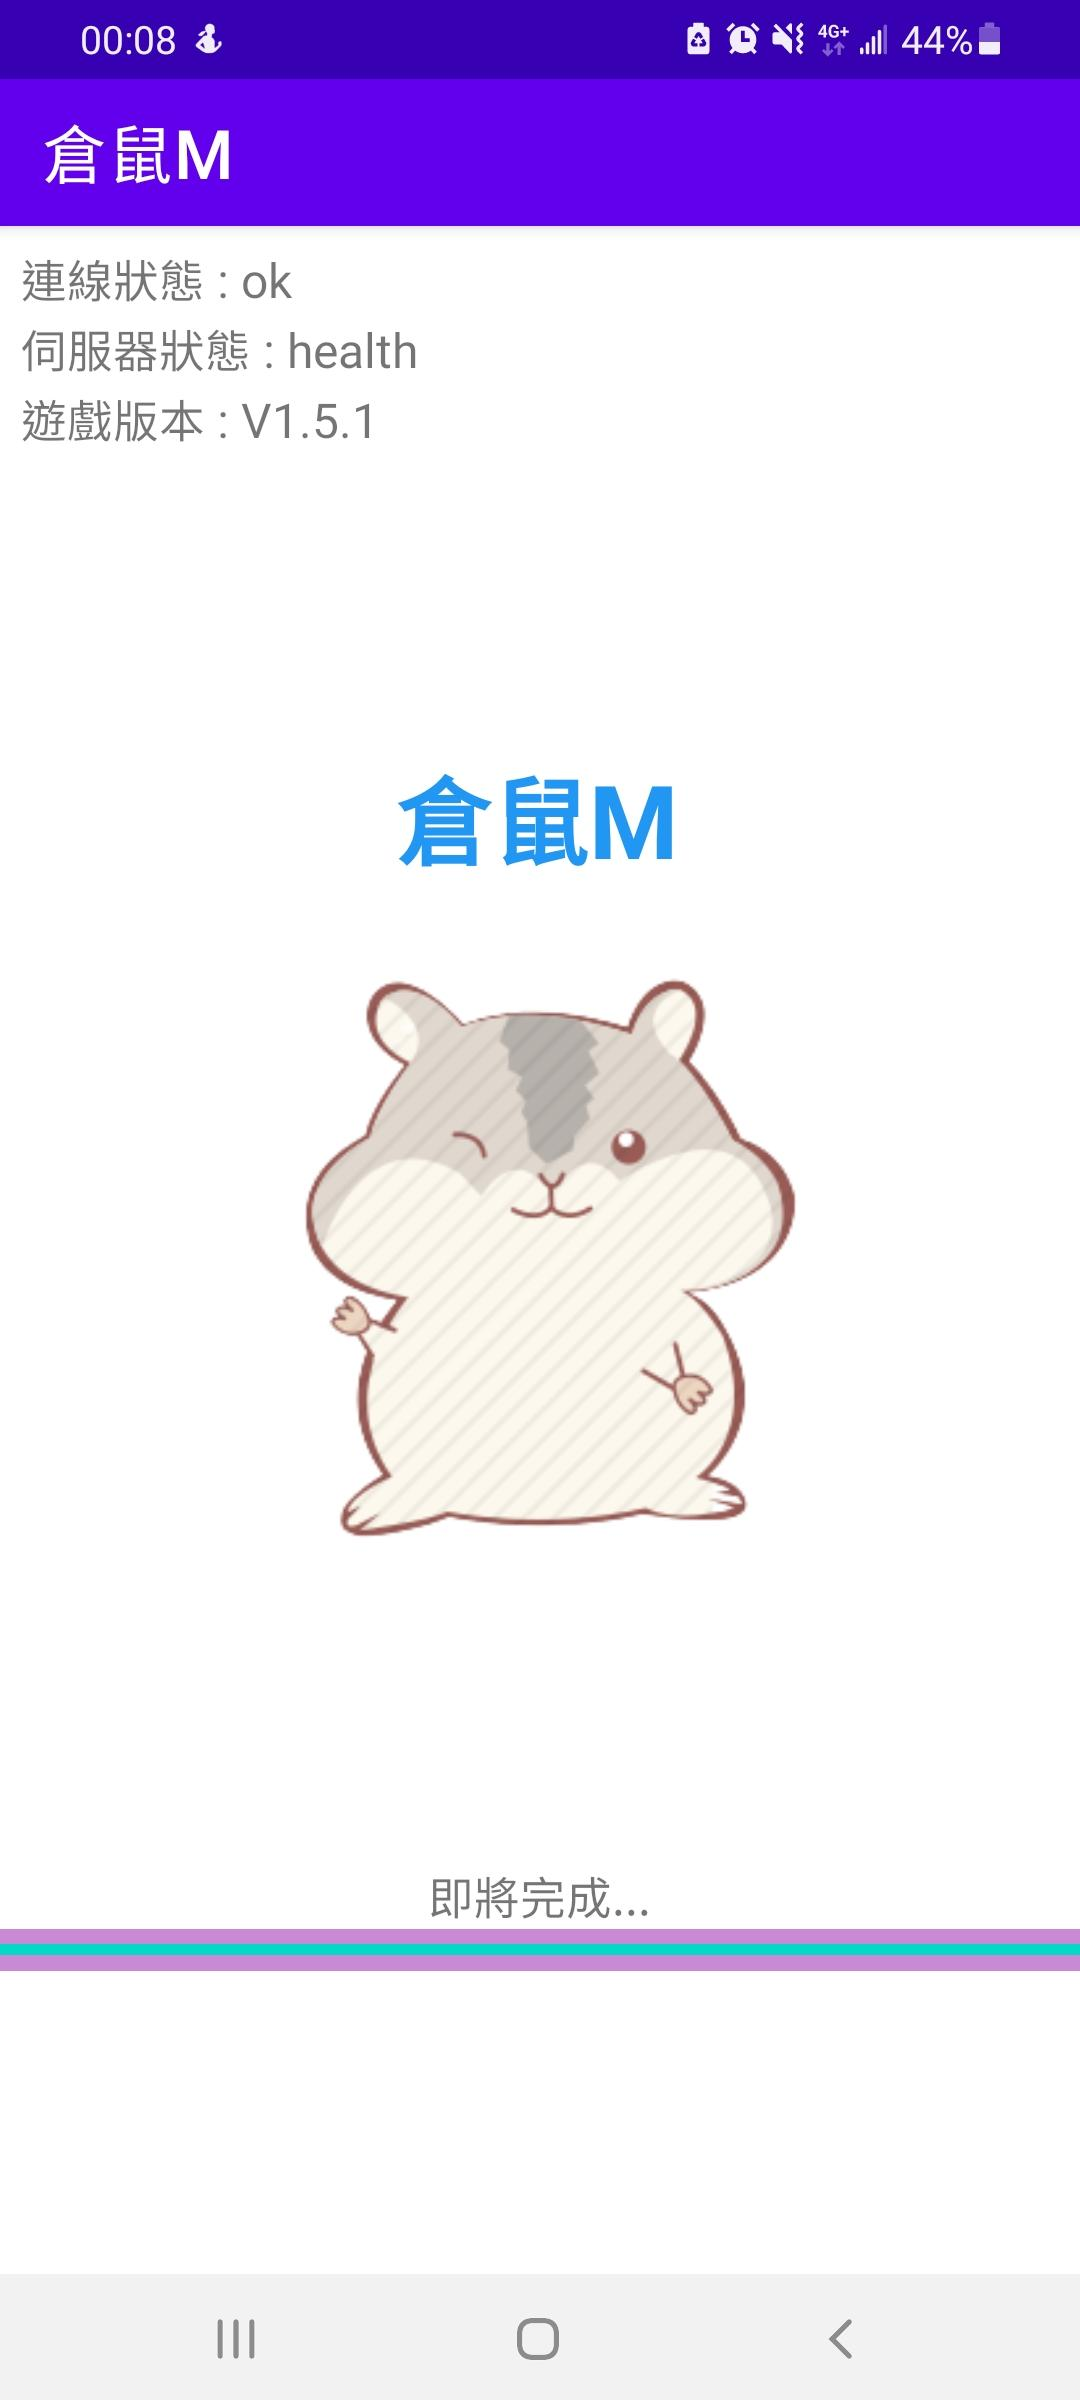 00:08 4G+ 44%
倉鼠M
連線狀態 : ok
伺服器狀態 : health
遊戲版本 : V1.5.1
倉鼠M
即將完成...